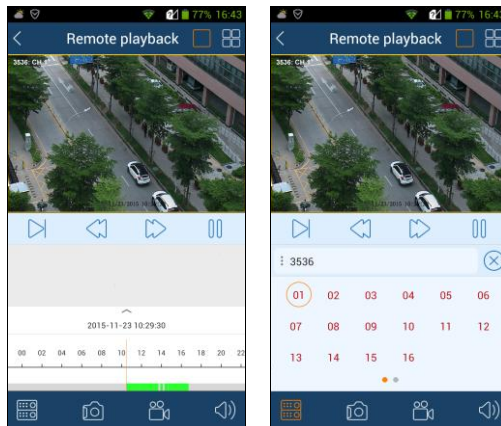 77% 16:43
Remote playback
3536: CH
2015-11-23 10:29:30
00 02 04 06 08 10 12 14 16 18 20 22
77% 16:42
Remote playback
3536: CH
3536
01 02 03 04 05 06
07 08 09 10 11 12
13 14 15 16